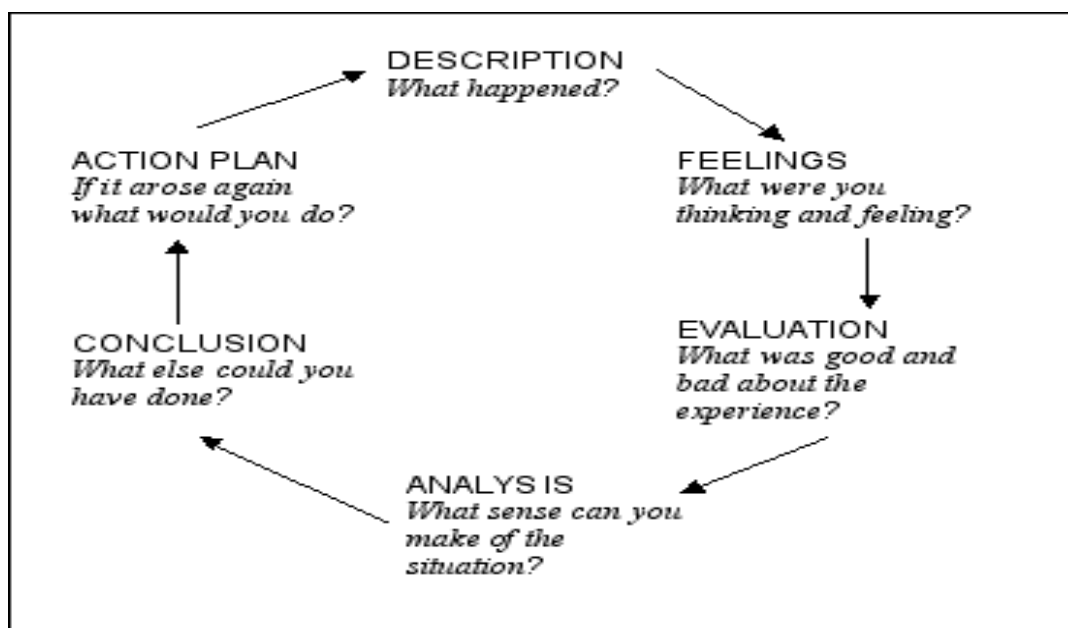 DESCRIPTION
What happened?
FEELINGS
What were you
thinking and feeling?
EVALUATION
What was good and
bad about the
experience?
ANALYSIS
What sense can you
make of the
situation?
CONCLUSION
What else could you
have done?
ACTION PLAN
If it arose again
what would you do?